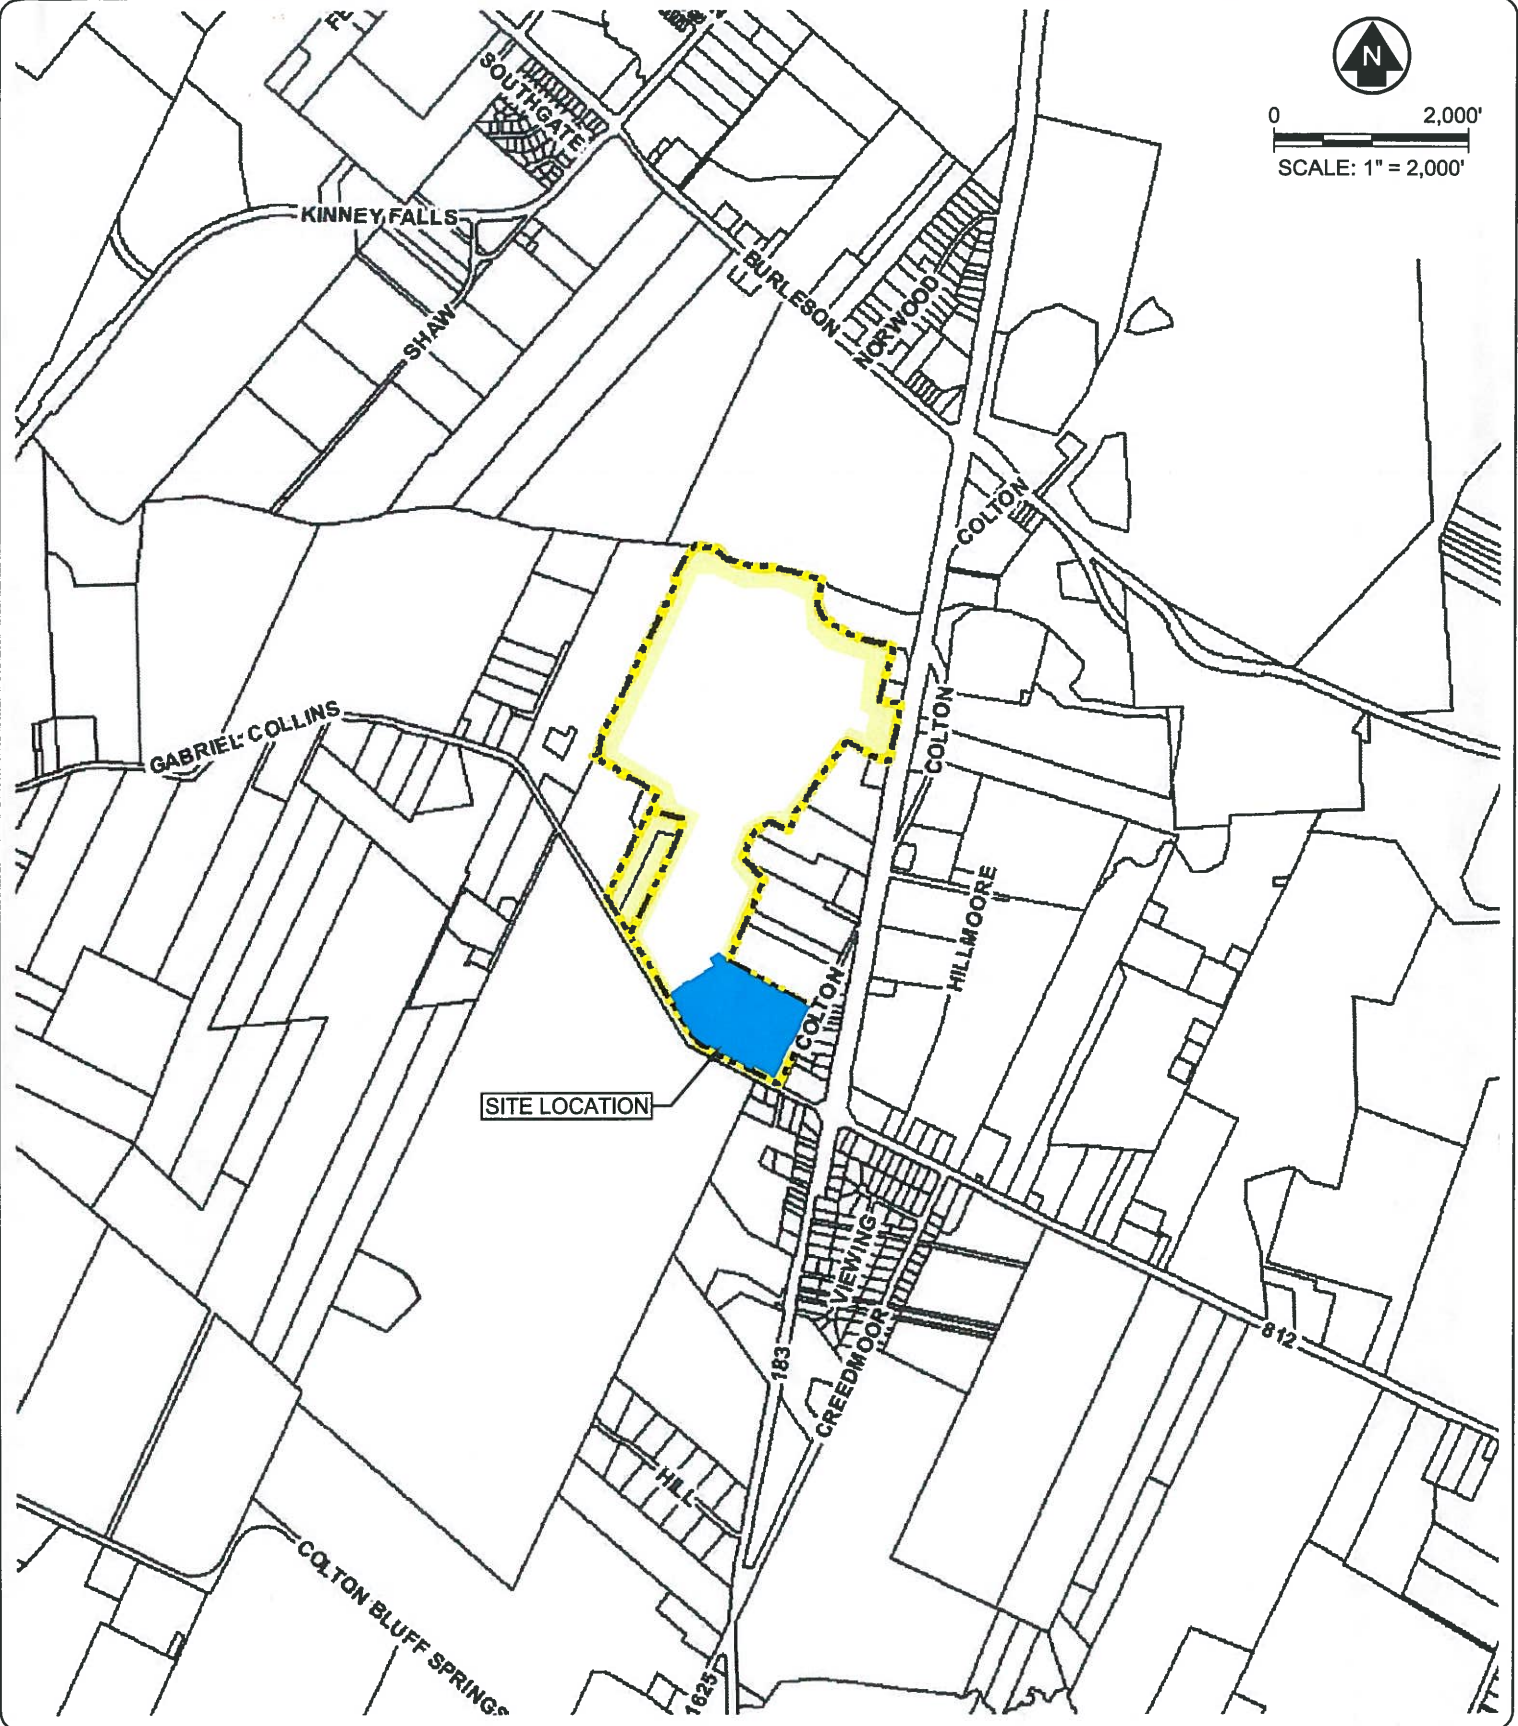 N
0 2,000'
SCALE: 1" = 2,000'
SOUTHGATE
KINNEY FALLS
SHAW
BURLESON
NORWOOD
COLTON
GABRIEL COLLINS
COLTON
HILLMOORE
COLTON
SITE LOCATION
VIEWING
812
183
CREEDMOOR
HILL
COLTON BLUFF SPRINGS
1625